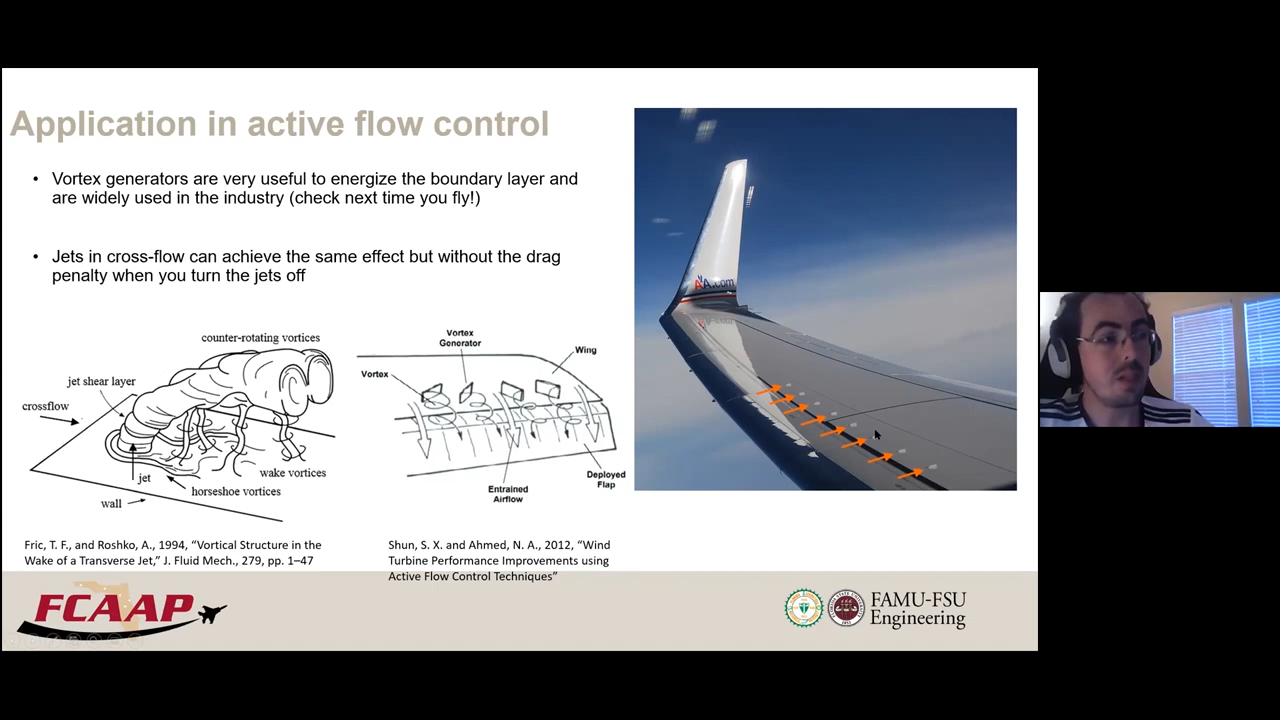 Application in active flow control
• Vortex generators are very useful to energize the boundary layer and
are widely used in the industry (check next time you fly!)
• Jets in cross-flow can achieve the same effect but without the drag
penalty when you turn the jets off
counter-rotating vortices
jet shear layer
crossflow
jet
wake vortices
horseshoe vortices
wall
Vortex
Generator
Wing
Vortex
Deployed
Flap
Entrained
Airflow
AA.com
Fric, T. F., and Roshko, A., 1994, “Vortical Structure in the
Wake of a Transverse Jet,” J. Fluid Mech., 279, pp. 1–47
Shun, S. X. and Ahmed, N. A., 2012, “Wind
Turbine Performance Improvements using
Active Flow Control Techniques”
FCAAP
FAMU-FSU
Engineering